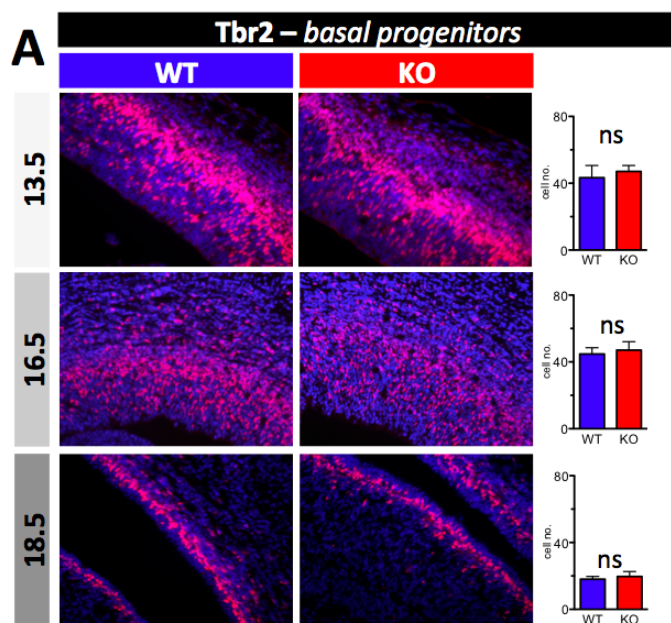 A
Tbr2 – basal progenitors
WT KO
13.5
80
40
0
cell no.
ns
WT KO
16.5
80
40
0
cell no.
ns
WT KO
18.5
80
40
0
cell no.
ns
WT KO